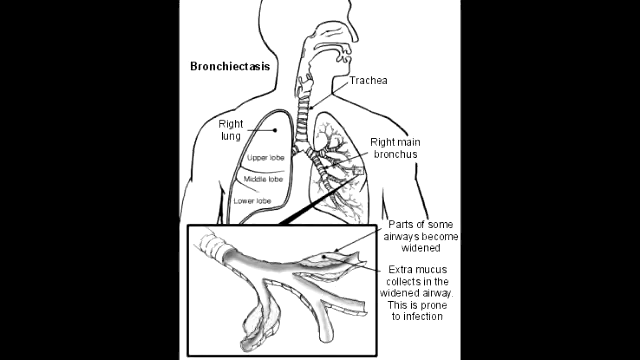 Bronchiectasis
Trachea
Right
lung
Right main
bronchus
Upper lobe
Middle lobe
Lower lobe
Parts of some
airways become
widened
Extra mucus
collects in the
widened airway.
This is prone
to infection